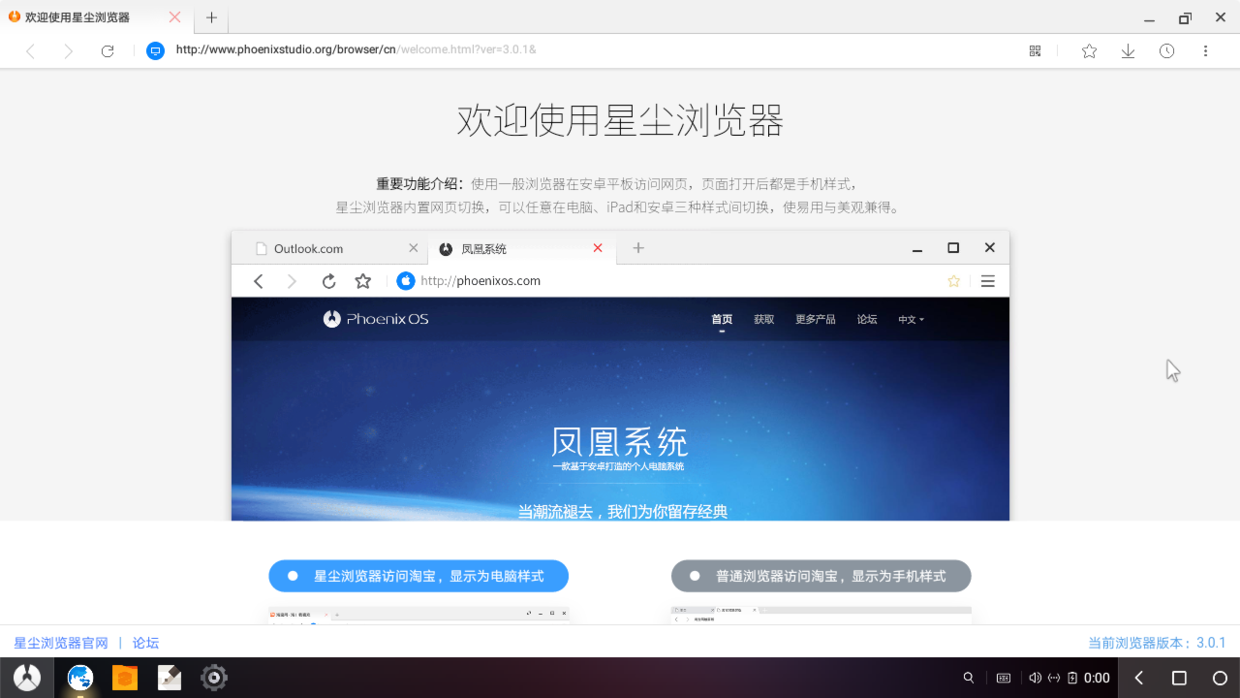 欢迎使用星尘浏览器
http://www.phoenixstudio.org/browser/cn/welcome.html?ver=3.0.1&
欢迎使用星尘浏览器
重要功能介绍：使用一般浏览器在安卓平板访问网页，页面打开后都是手机样式，
星尘浏览器内置网页切换，可以任意在电脑、iPad和安卓三种样式间切换，使易用与美观兼得。
Outlook.com
凤凰系统
http://phoenixos.com
Phoenix OS
首页 获取 更多产品 论坛 中文
凤凰系统
一款基于安卓打造的个人电脑系统
当潮流褪去，我们为你留存经典
星尘浏览器访问淘宝，显示为电脑样式
普通浏览器访问淘宝，显示为手机样式
星尘浏览器官网 | 论坛
当前浏览器版本：3.0.1
0:00